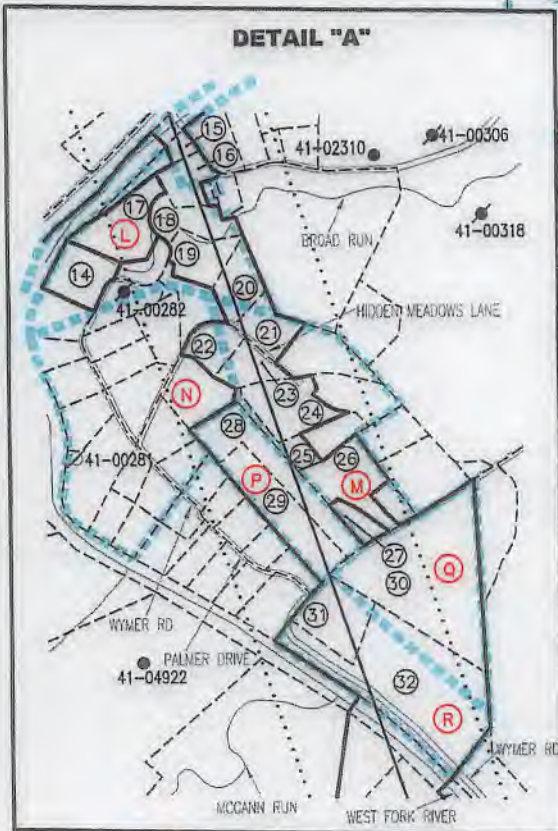 DETAIL "A"
15
16
41-02310
41-00306
BROAD RUN
41-00318
17
L
18
14
19
41-00282
20
HIDDEN MEADOWS LANE
21
22
23
N
24
28
25
26
41-0028
P
M
29
27
30
Q
31
WYMER RD
PALMER DRIVE
32
41-04922
R
WYMER RD
MCCANN RUN
WEST FORK RIVER